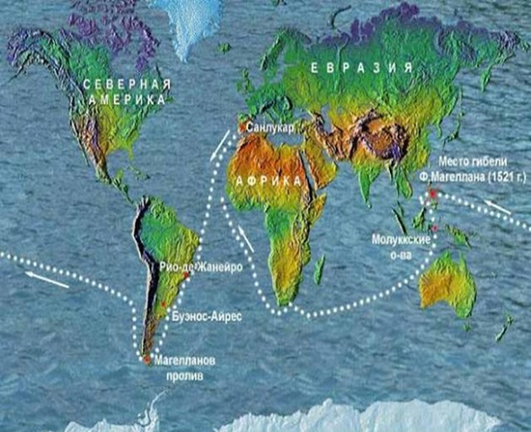 ЕВРАЗИЯ
СЕВЕРНАЯ
АМЕРИКА
Санлукар
Место гибели
Ф.Магеллана (1521 г.)
АФРИКА
Молуккские
о-ва
Рио-де-Жанейро
Буэнос-Айрес
Магелланов
пролив